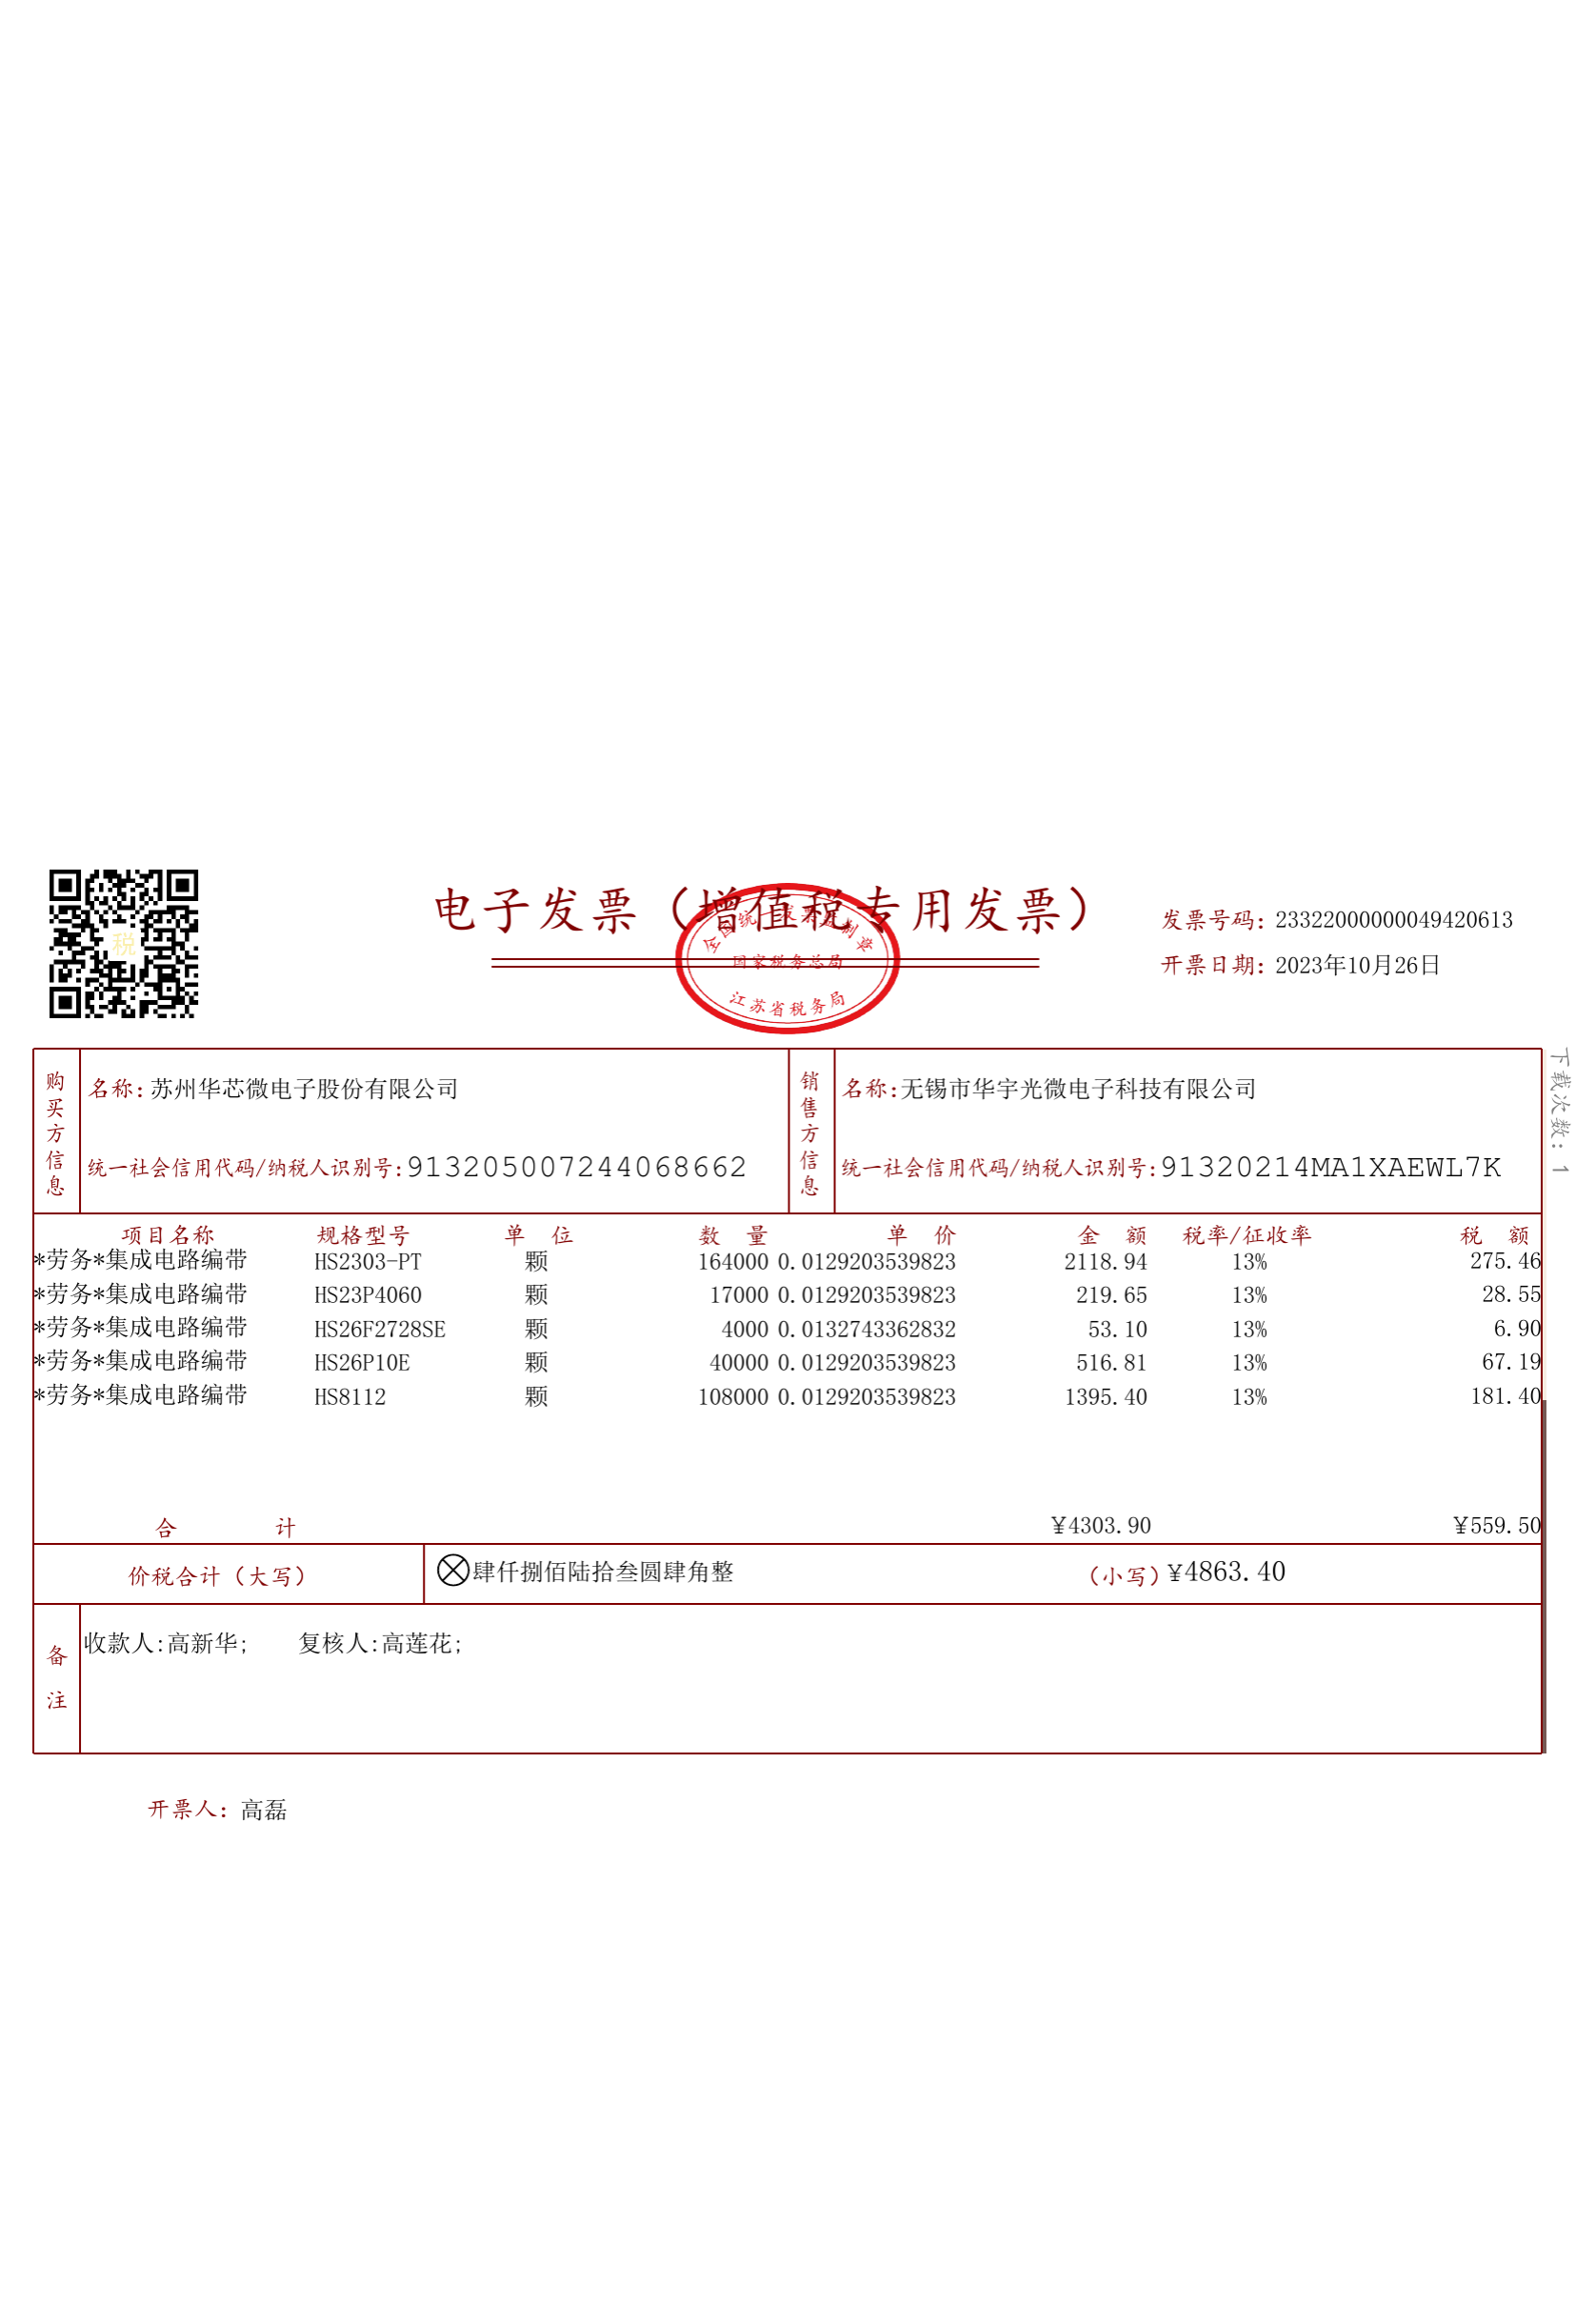 电子发票（增值税专用发票）
全国统一发票监制章
国家税务总局
江苏省税务局
税
发票号码: 23322000000049420613
开票日期: 2023年10月26日
下载次数: 1
购买方信息
名称: 苏州华芯微电子股份有限公司
统一社会信用代码/纳税人识别号: 913205007244068662
销售方信息
名称: 无锡市华宇光微电子科技有限公司
统一社会信用代码/纳税人识别号: 91320214MA1XAEWL7K
项目名称 规格型号 单 位 数 量 单 价 金 额 税率/征收率 税 额
*劳务*集成电路编带 HS2303-PT 颗 164000 0.0129203539823 2118.94 13% 275.46
*劳务*集成电路编带 HS23P4060 颗 17000 0.0129203539823 219.65 13% 28.55
*劳务*集成电路编带 HS26F2728SE 颗 4000 0.0132743362832 53.10 13% 6.90
*劳务*集成电路编带 HS26P10E 颗 40000 0.0129203539823 516.81 13% 67.19
*劳务*集成电路编带 HS8112 颗 108000 0.0129203539823 1395.40 13% 181.40
合 计 ¥4303.90 ¥559.50
价税合计（大写） 肆仟捌佰陆拾叁圆肆角整 （小写）¥4863.40
备注
收款人:高新华; 复核人:高莲花;
开票人: 高磊